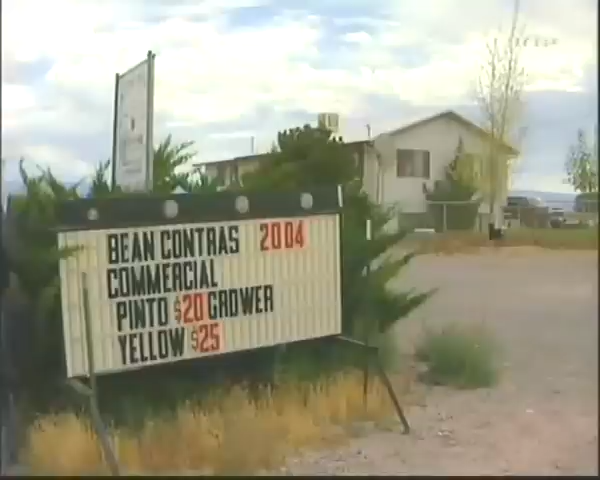 BEAN CONTRAS 2004
COMMERCIAL
PINTO $20 GROWER
YELLOW $25